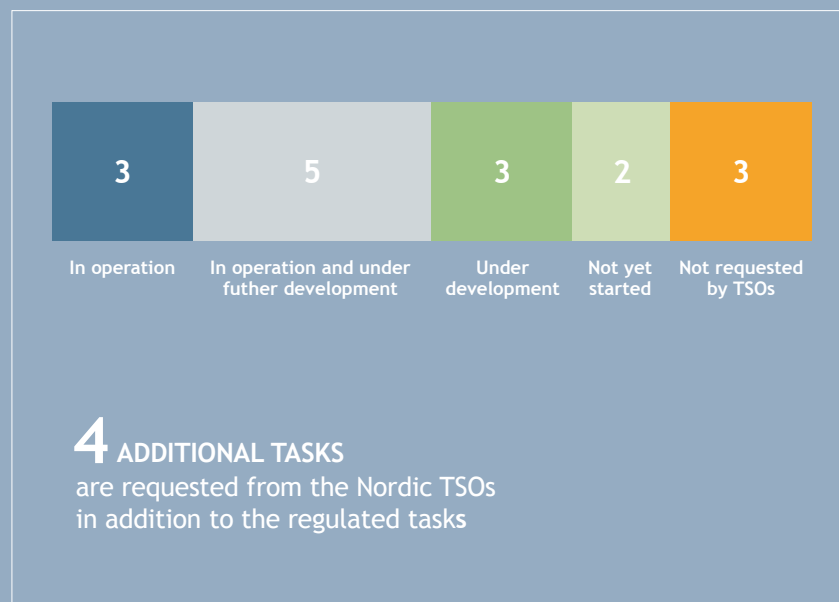 3 5 3 2 3
In operation In operation and under Under Not yet Not requested
futher development development started by TSOs
4 ADDITIONAL TASKS
are requested from the Nordic TSOs
in addition to the regulated tasks